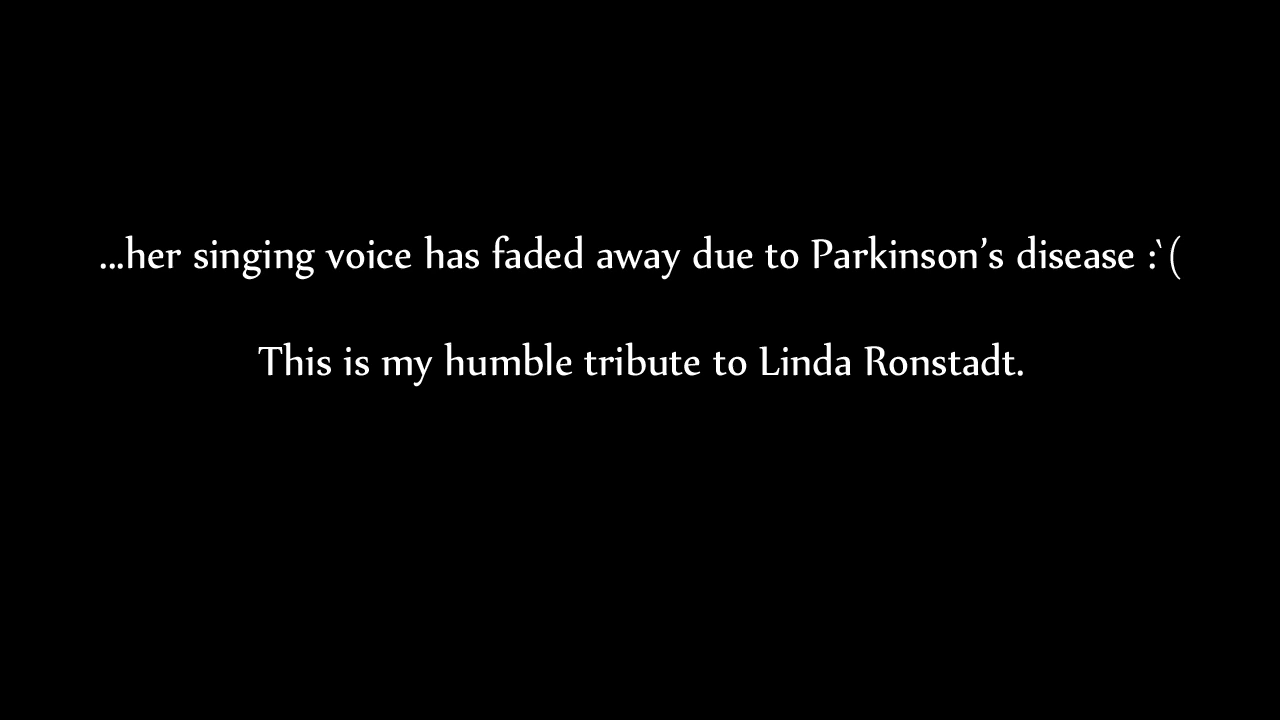 ...her singing voice has faded away due to Parkinson’s disease :`(
This is my humble tribute to Linda Ronstadt.